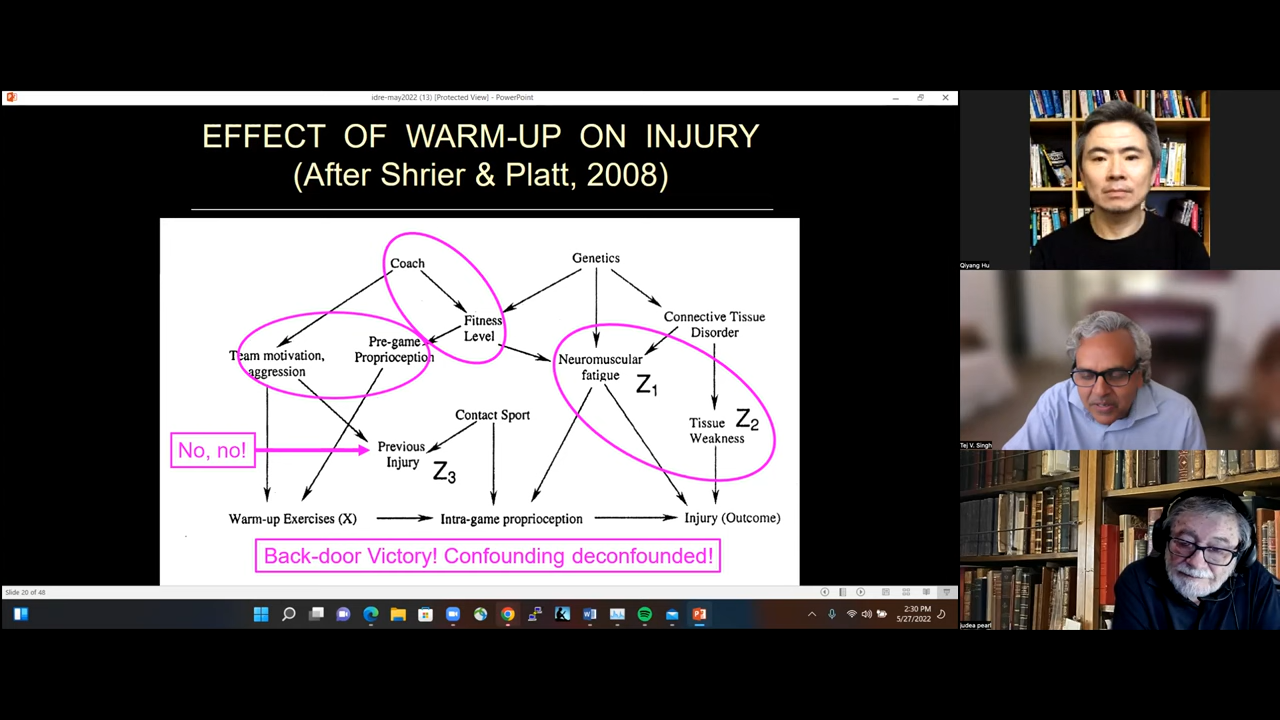 ndre-may2022 (13) [Protected View] - PowerPoint
EFFECT OF WARM-UP ON INJURY
(After Shrier & Platt, 2008)
Coach
Genetics
Fitness
Level
Connective Tissue
Disorder
Team motivation,
aggression
Pre-game
Proprioception
Neuromuscular
fatigue
Z1
Contact Sport
Tissue
Weakness
Z2
No, no!
Previous
Injury
Z3
Warm-up Exercises (X)
Intra-game proprioception
Injury (Outcome)
Back-door Victory! Confounding deconfounded!
Slide 20 of 48
2:30 PM
5/27/2022
Qiyang Hu
Tej V. Singh
judea pearl